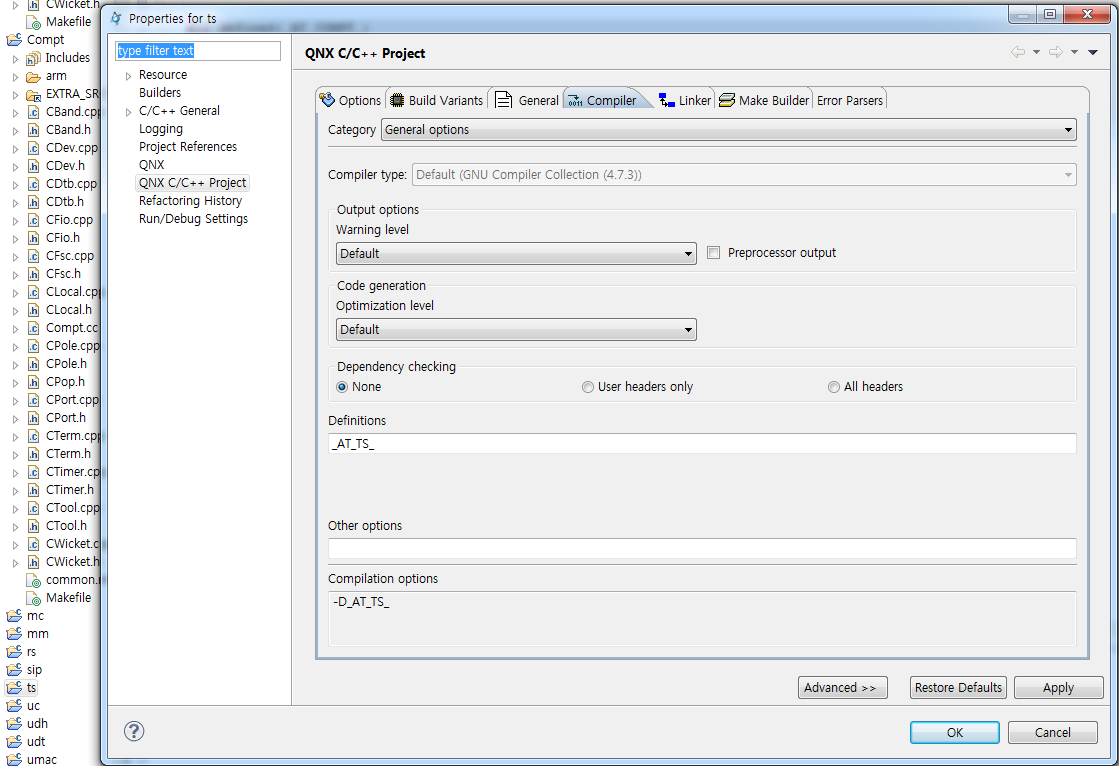 CWicket.h
Makefile
Compt
Includes
arm
EXTRA_SR
CBand.cpp
CBand.h
CDev.cpp
CDev.h
CDtb.cpp
CDtb.h
CFio.cpp
CFio.h
CFsc.cpp
CFsc.h
CLocal.cpp
CLocal.h
Compt.cc
CPole.cpp
CPole.h
CPop.h
CPort.cpp
CPort.h
CTerm.cpp
CTerm.h
CTimer.cp
CTimer.h
CTool.cpp
CTool.h
CWicket.c
CWicket.h
common.
Makefile
mc
mm
rs
sip
ts
uc
udh
udt
umac
Properties for ts
type filter text
Resource
Builders
C/C++ General
Logging
Project References
QNX
QNX C/C++ Project
Refactoring History
Run/Debug Settings
QNX C/C++ Project
Options Build Variants General Compiler Linker Make Builder Error Parsers
Category General options
Compiler type: Default (GNU Compiler Collection (4.7.3))
Output options
Warning level
Default Preprocessor output
Code generation
Optimization level
Default
Dependency checking
None User headers only All headers
Definitions
_AT_TS_
Other options
Compilation options
-D_AT_TS_
Advanced >> Restore Defaults Apply
OK Cancel